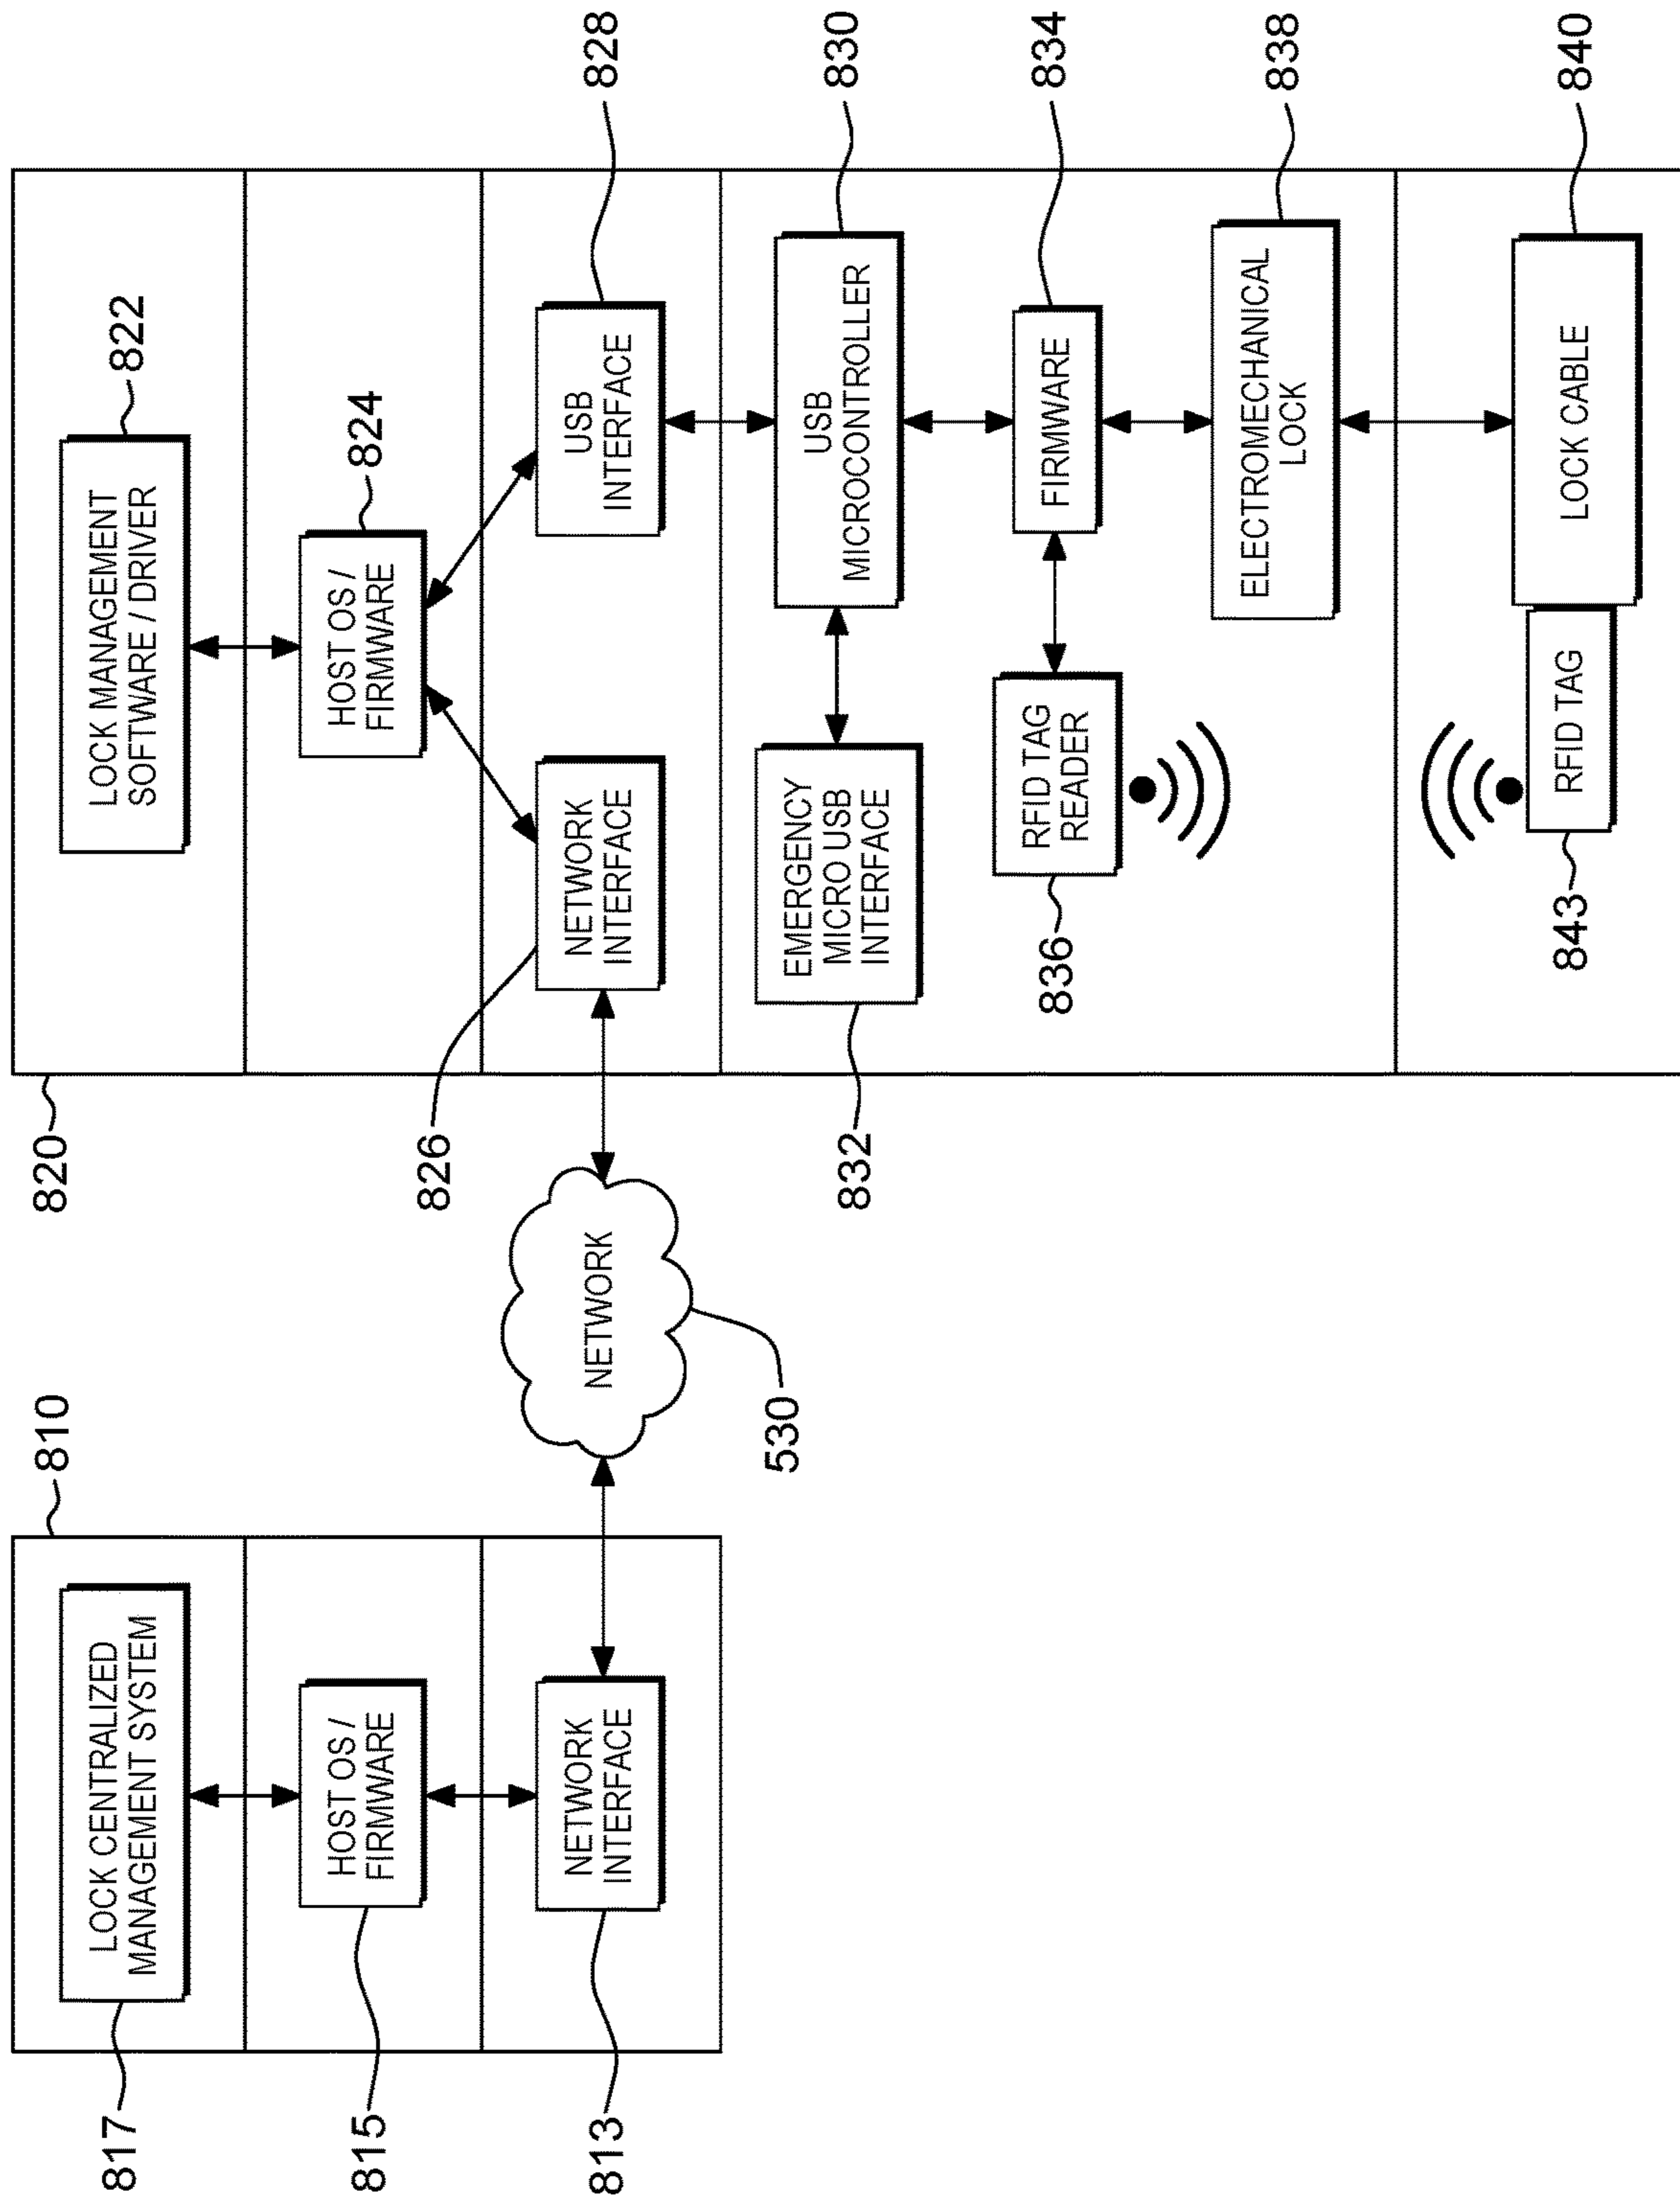 810
LOCK CENTRALIZED
MANAGEMENT SYSTEM
817
HOST OS /
FIRMWARE
815
NETWORK
INTERFACE
813
NETWORK
530
820
LOCK MANAGEMENT
SOFTWARE / DRIVER
822
HOST OS /
FIRMWARE
824
NETWORK
INTERFACE
826
USB
INTERFACE
828
EMERGENCY
MICRO USB
INTERFACE
832
USB
MICROCONTROLLER
830
RFID TAG
READER
836
FIRMWARE
834
ELECTROMECHANICAL
LOCK
838
RFID TAG
843
LOCK CABLE
840